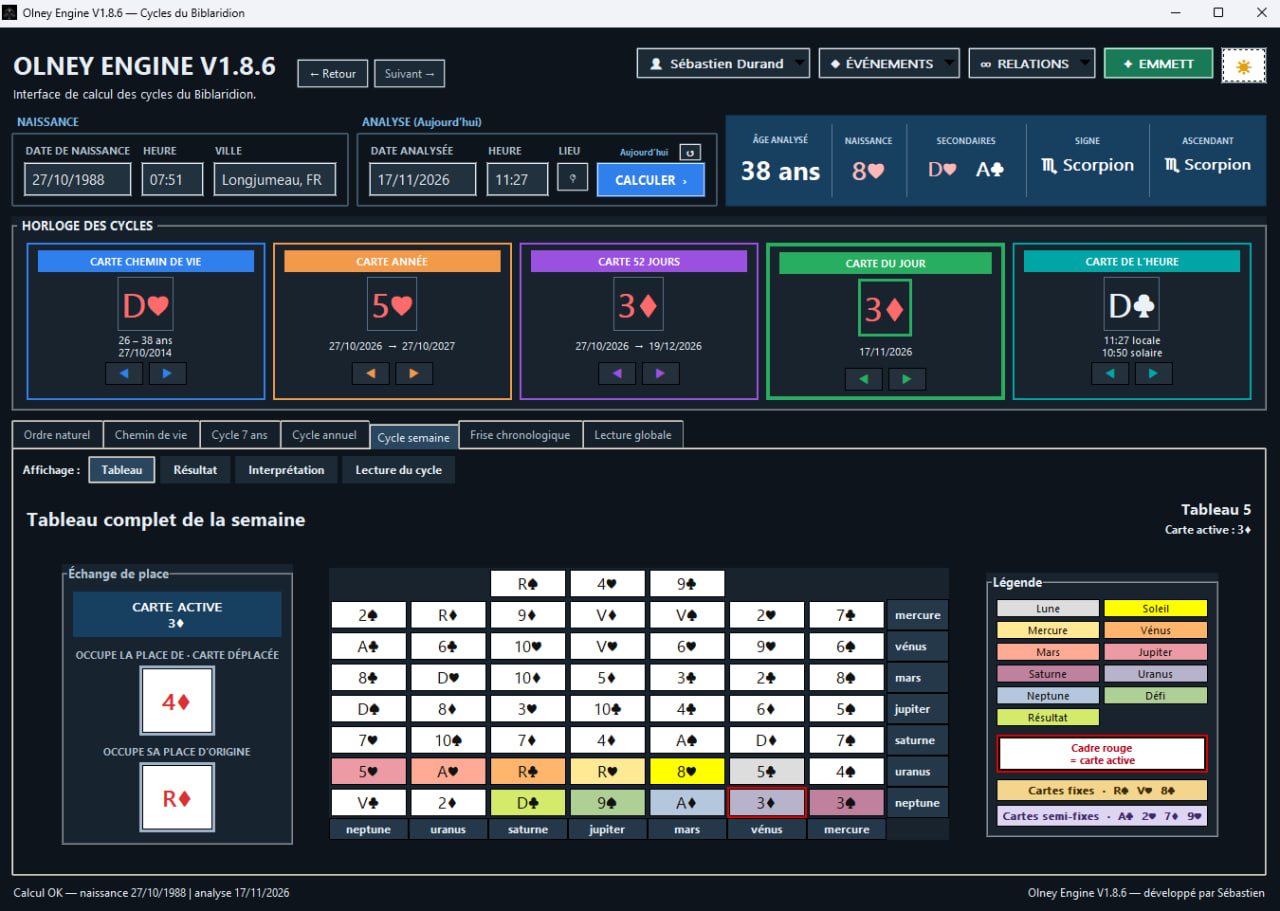 Olney Engine V1.8.6 — Cycles du Biblaridion
OLNEY ENGINE V1.8.6
← Retour
Suivant →
Sébastien Durand
◆ ÉVÉNEMENTS
∞ RELATIONS
✦ EMMETT
Interface de calcul des cycles du Biblaridion.
NAISSANCE
DATE DE NAISSANCE HEURE VILLE
27/10/1988 07:51 Longjumeau, FR
ANALYSE (Aujourd'hui)
DATE ANALYSÉE HEURE LIEU Aujourd'hui ↺
17/11/2026 11:27 CALCULER ›
ÂGE ANALYSÉ NAISSANCE SECONDAIRES SIGNE ASCENDANT
38 ans 8♥ D♥ A♣ ♏ Scorpion ♏ Scorpion
HORLOGE DES CYCLES
CARTE CHEMIN DE VIE
D♥
26 – 38 ans
27/10/2014
◀ ▶
CARTE ANNÉE
5♥
27/10/2026 → 27/10/2027
◀ ▶
CARTE 52 JOURS
3♦
27/10/2026 → 19/12/2026
◀ ▶
CARTE DU JOUR
3♦
17/11/2026
◀ ▶
CARTE DE L'HEURE
D♣
11:27 locale
10:50 solaire
◀ ▶
Ordre naturel Chemin de vie Cycle 7 ans Cycle annuel Cycle semaine Frise chronologique Lecture globale
Affichage : Tableau Résultat Interprétation Lecture du cycle
Tableau complet de la semaine
Tableau 5
Carte active : 3♦
Échange de place
CARTE ACTIVE
3♦
OCCUPE LA PLACE DE · CARTE DÉPLACÉE
4♦
OCCUPE SA PLACE D'ORIGINE
R♦
R♠ 4♥ 9♣
2♠ R♦ 9♦ V♦ V♠ 2♥ 7♣ mercure
A♣ 6♣ 10♥ V♥ 6♥ 9♥ 6♠ vénus
8♣ D♥ 10♦ 5♦ 3♣ 2♣ 8♠ mars
D♠ 8♦ 3♥ 10♣ 4♣ 6♦ 5♠ jupiter
7♥ 10♠ 7♦ 4♦ A♠ D♦ 7♠ saturne
5♥ A♥ R♣ R♥ 8♥ 5♣ 4♠ uranus
V♣ 2♦ D♣ 9♠ A♦ 3♦ 3♠ neptune
neptune uranus saturne jupiter mars vénus mercure
Légende
Lune Soleil
Mercure Vénus
Mars Jupiter
Saturne Uranus
Neptune Défi
Résultat
Cadre rouge
= carte active
Cartes fixes · R♠ V♥ 8♣
Cartes semi-fixes · A♣ 2♥ 7♦ 9♥
Calcul OK — naissance 27/10/1988 | analyse 17/11/2026
Olney Engine V1.8.6 — développé par Sébastien